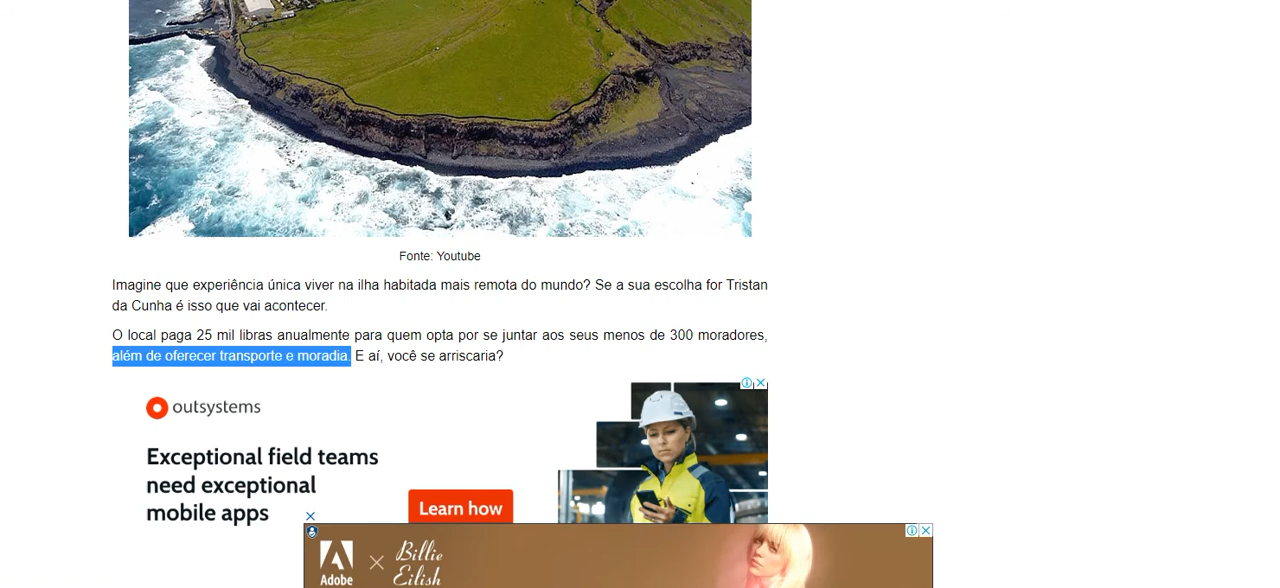 Fonte: Youtube
Imagine que experiência única viver na ilha habitada mais remota do mundo? Se a sua escolha for Tristan
da Cunha é isso que vai acontecer.
O local paga 25 mil libras anualmente para quem opta por se juntar aos seus menos de 300 moradores,
além de oferecer transporte e moradia. E aí, você se arriscaria?
outsystems
Exceptional field teams
need exceptional
mobile apps
Learn how
Adobe
×
Billie
Eilish